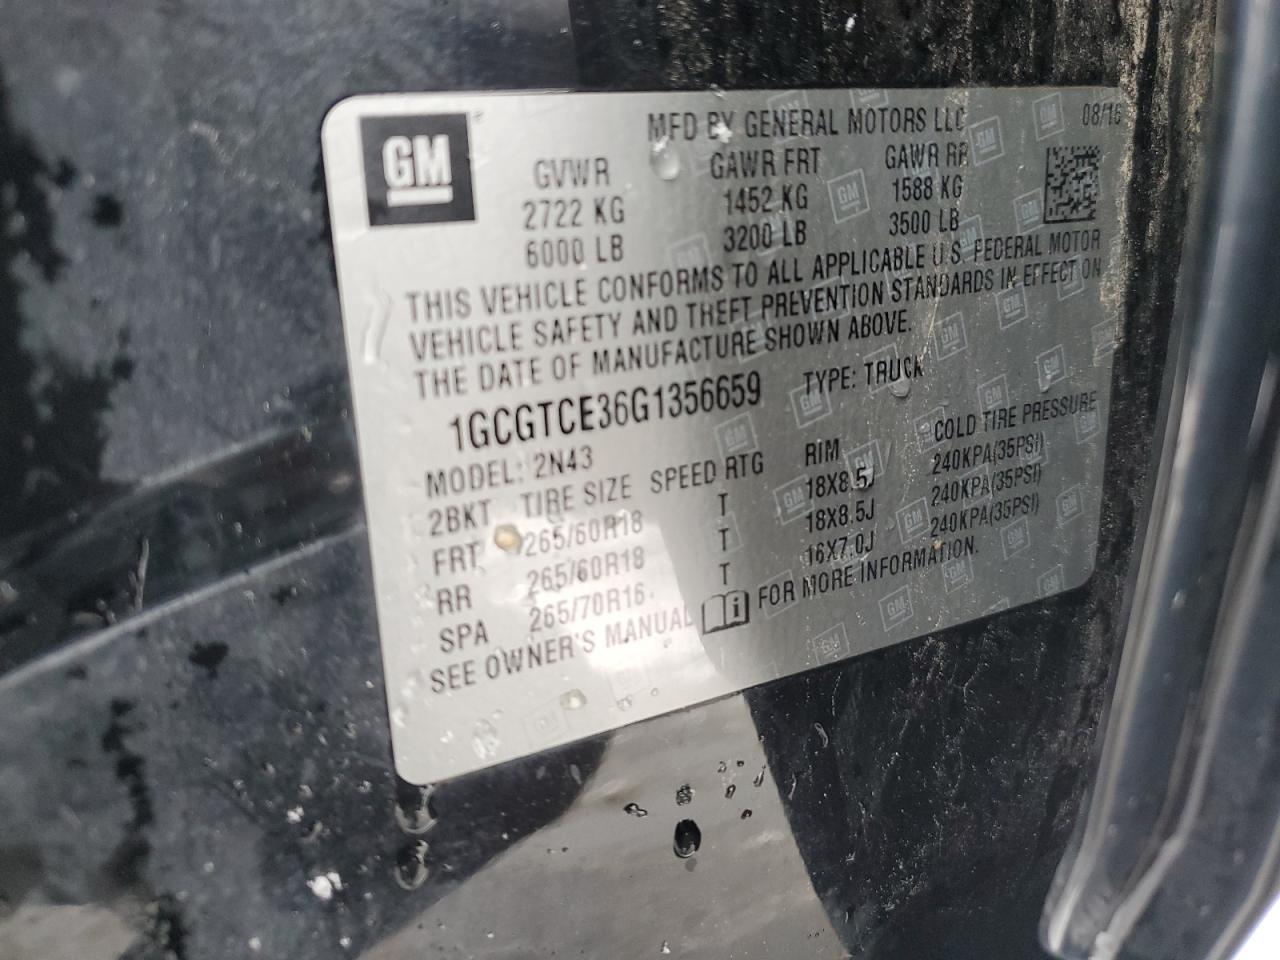 GM
MFD BY GENERAL MOTORS LLC 08/16
GVWR GAWR FRT GAWR RR
2722 KG 1452 KG 1588 KG
6000 LB 3200 LB 3500 LB
THIS VEHICLE CONFORMS TO ALL APPLICABLE U.S. FEDERAL MOTOR
VEHICLE SAFETY AND THEFT PREVENTION STANDARDS IN EFFECT ON
THE DATE OF MANUFACTURE SHOWN ABOVE.
1GCGTCE36G1356659 TYPE: TRUCK
MODEL: 2N43
2BKT TIRE SIZE SPEED RTG RIM COLD TIRE PRESSURE
FRT 265/60R18 T 18X8.5J 240KPA(35PSI)
RR 265/60R18 T 18X8.5J 240KPA(35PSI)
SPA 265/70R16 T 16X7.0J 240KPA(35PSI)
SEE OWNER'S MANUAL FOR MORE INFORMATION.